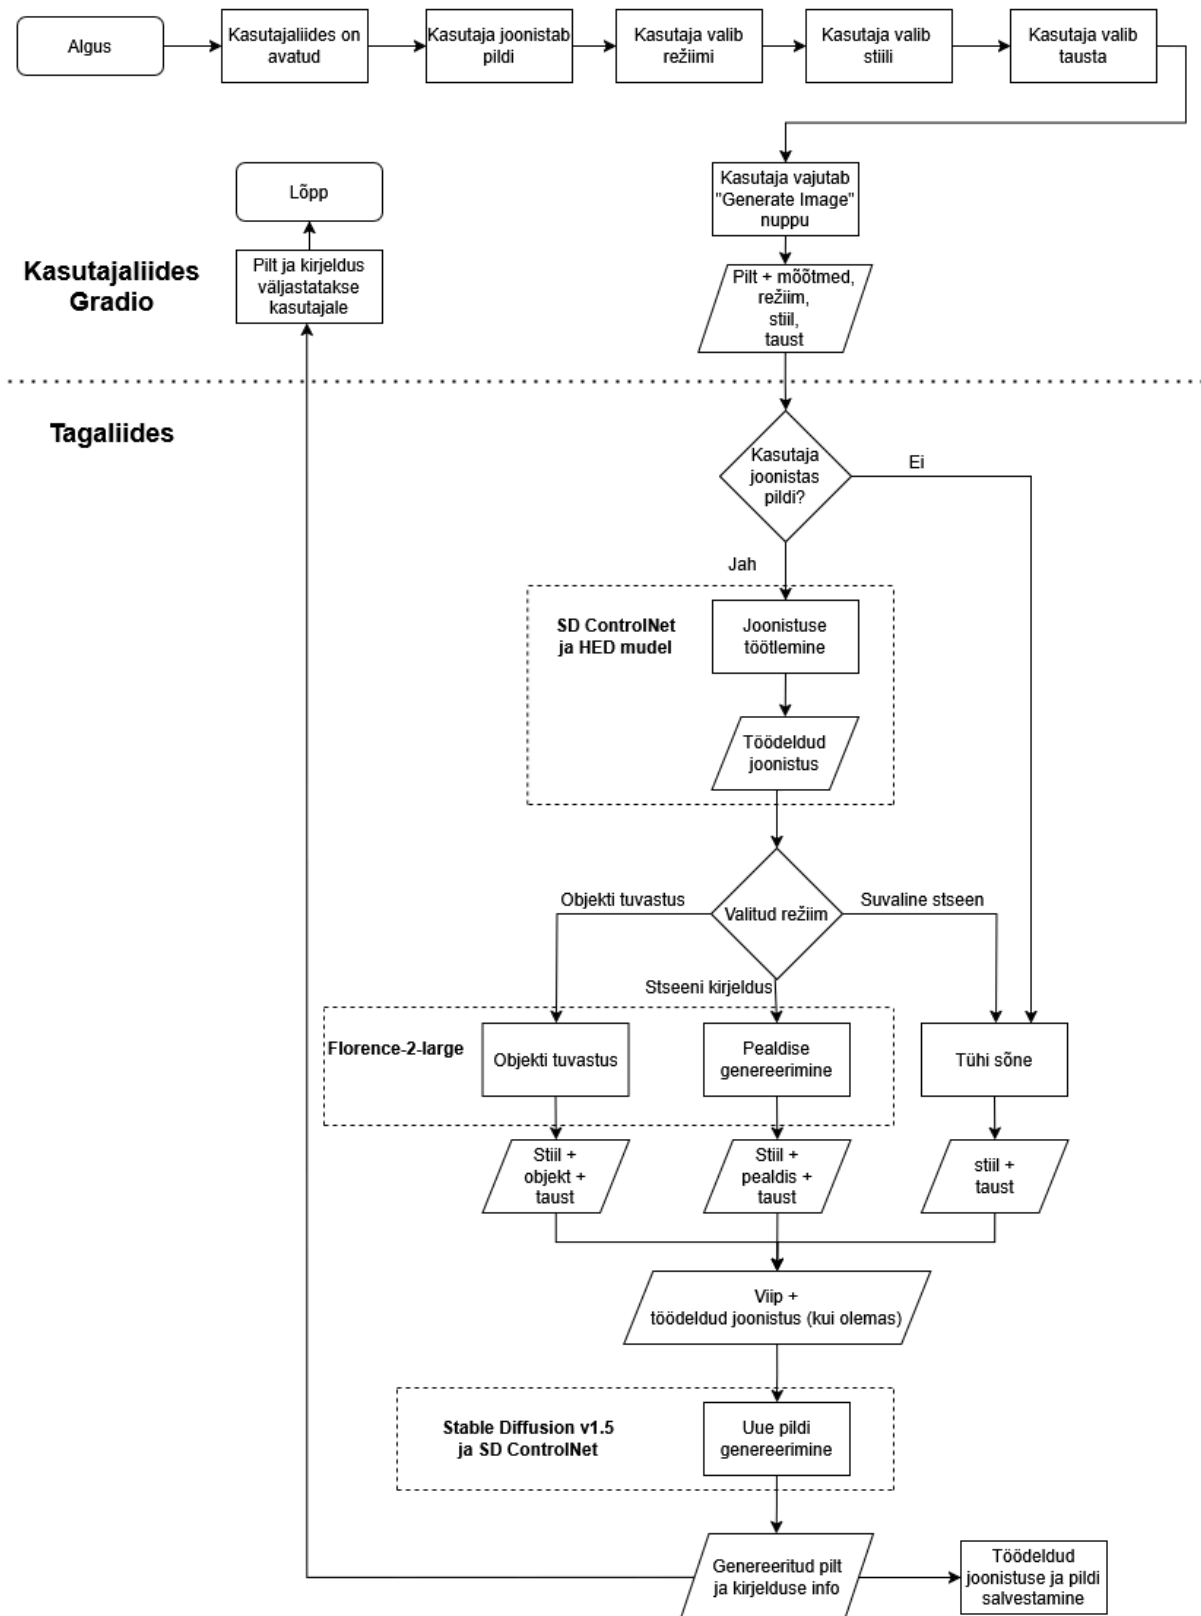 Algus
Kasutajaliides on
avatud
Kasutaja joonistab
pildi
Kasutaja valib
režiimi
Kasutaja valib
stiili
Kasutaja valib
tausta
Kasutaja vajutab
"Generate Image"
nuppu
Lõpp
Pilt ja kirjeldus
väljastatakse
kasutajale
Kasutajaliides
Gradio
Pilt + mõõtmed,
režiim,
stiil,
taust
Tagaliides
Kasutaja
joonistas
pildi?
Ei
Jah
SD ControlNet
ja HED mudel
Joonistuse
töötlemine
Töödeldud
joonistus
Valitud režiim
Objekti tuvastus
Suvaline stseen
Stseeni kirjeldus
Florence-2-large
Objekti tuvastus
Pealdise
genereerimine
Tühi sõne
Stiil +
objekt +
taust
Stiil +
pealdis +
taust
stiil +
taust
Viip +
töödeldud joonistus (kui olemas)
Stable Diffusion v1.5
ja SD ControlNet
Uue pildi
genereerimine
Genereeritud pilt
ja kirjelduse info
Töödeldud
joonistuse ja pildi
salvestamine